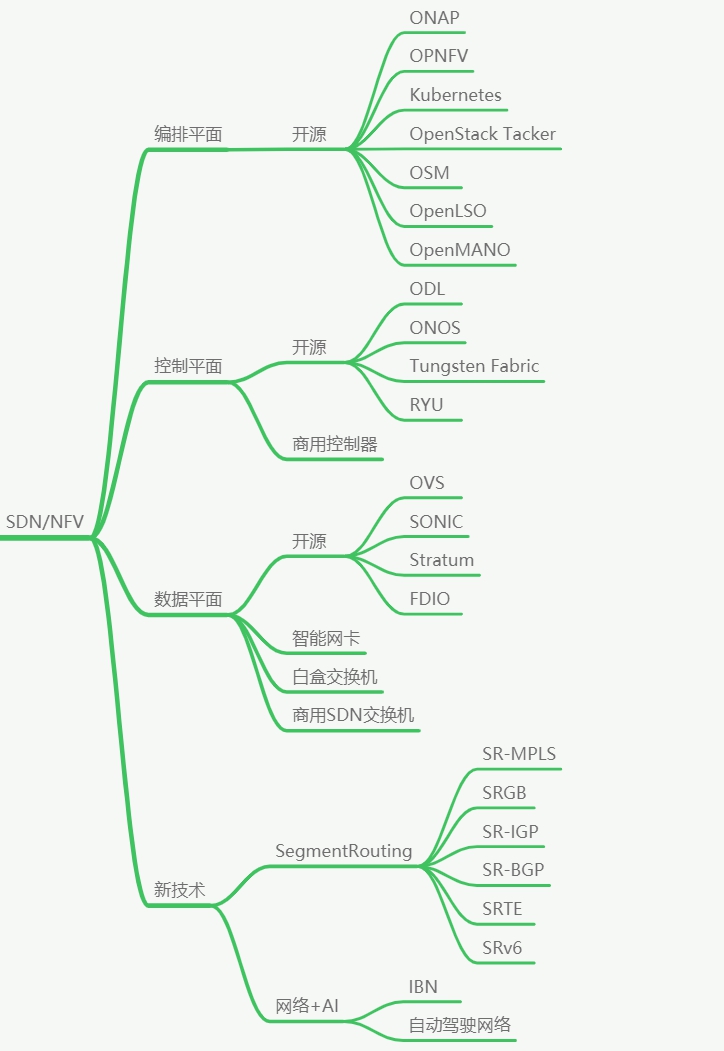 ONAP
OPNFV
Kubernetes
编排平面
开源
OpenStack Tacker
OSM
OpenLSO
OpenMANO
ODL
ONOS
控制平面
开源
Tungsten Fabric
RYU
商用控制器
OVS
SDN/NFV
SONIC
开源
Stratum
数据平面
FDIO
智能网卡
白盒交换机
商用SDN交换机
SR-MPLS
SRGB
SR-IGP
SegmentRouting
SR-BGP
新技术
SRTE
SRv6
IBN
网络+AI
自动驾驶网络